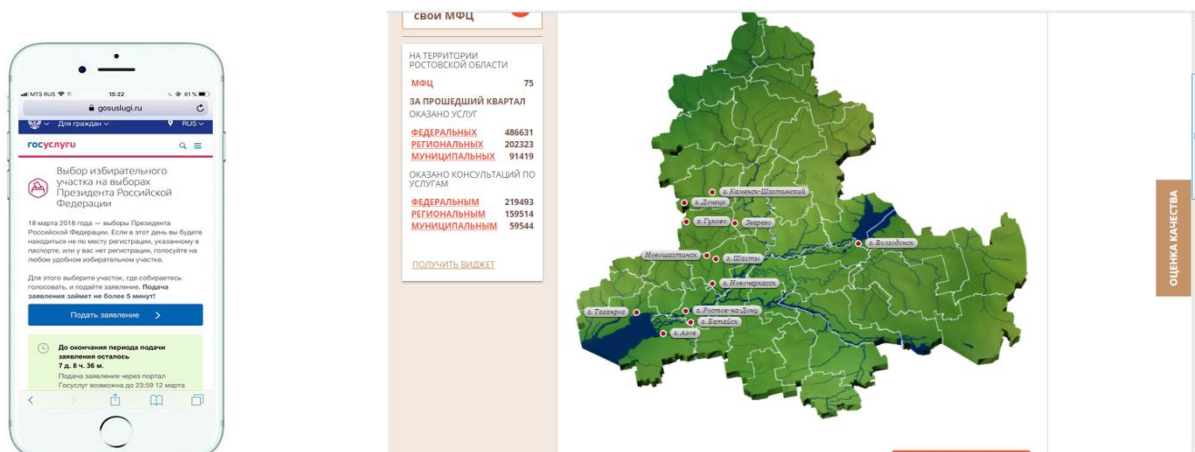 MTS RUS
15:22
61 %
gosuslugi.ru
Для граждан
RUS
госуслуги
Выбор избирательного
участка на выборах
Президента Российской
Федерации
18 марта 2018 года — выборы Президента
Российской Федерации. Если в этот день вы будете
находиться не по месту регистрации, указанному в
паспорте, или у вас нет регистрации, голосуйте на
любом удобном избирательном участке.
Для этого выберите участок, где собираетесь
голосовать, и подайте заявление. Подача
заявления займет не более 5 минут!
Подать заявление
До окончания периода подачи
заявления осталось
7 д. 8 ч. 36 м.
Подача заявления через портал
Госуслуг возможна до 23:59 12 марта
свой МФЦ
НА ТЕРРИТОРИИ
РОСТОВСКОЙ ОБЛАСТИ
МФЦ 75
ЗА ПРОШЕДШИЙ КВАРТАЛ
ОКАЗАНО УСЛУГ
ФЕДЕРАЛЬНЫХ 486631
РЕГИОНАЛЬНЫХ 202323
МУНИЦИПАЛЬНЫХ 91419
ОКАЗАНО КОНСУЛЬТАЦИЙ ПО
УСЛУГАМ
ФЕДЕРАЛЬНЫМ 219493
РЕГИОНАЛЬНЫМ 159514
МУНИЦИПАЛЬНЫМ 59544
ПОЛУЧИТЬ ВИДЖЕТ
г. Каменск-Шахтинский
г. Донецк
г. Гуково
Зверево
г. Волгодонск
Новошахтинск
г. Шахты
г. Новочеркасск
г. Таганрог
г. Ростов-на-Дону
г. Батайск
г. Азов
ОЦЕНКА КАЧЕСТВА